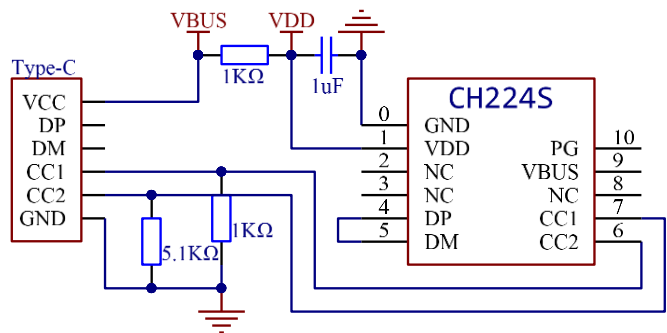 VBUS
VDD
Type-C
1KΩ
1uF
CH224S
VCC
DP
DM
CC1
CC2
GND
0
GND
1
VDD
2
NC
3
NC
4
DP
5
DM
PG
10
VBUS
9
NC
8
CC1
7
CC2
6
5.1KΩ
1KΩ